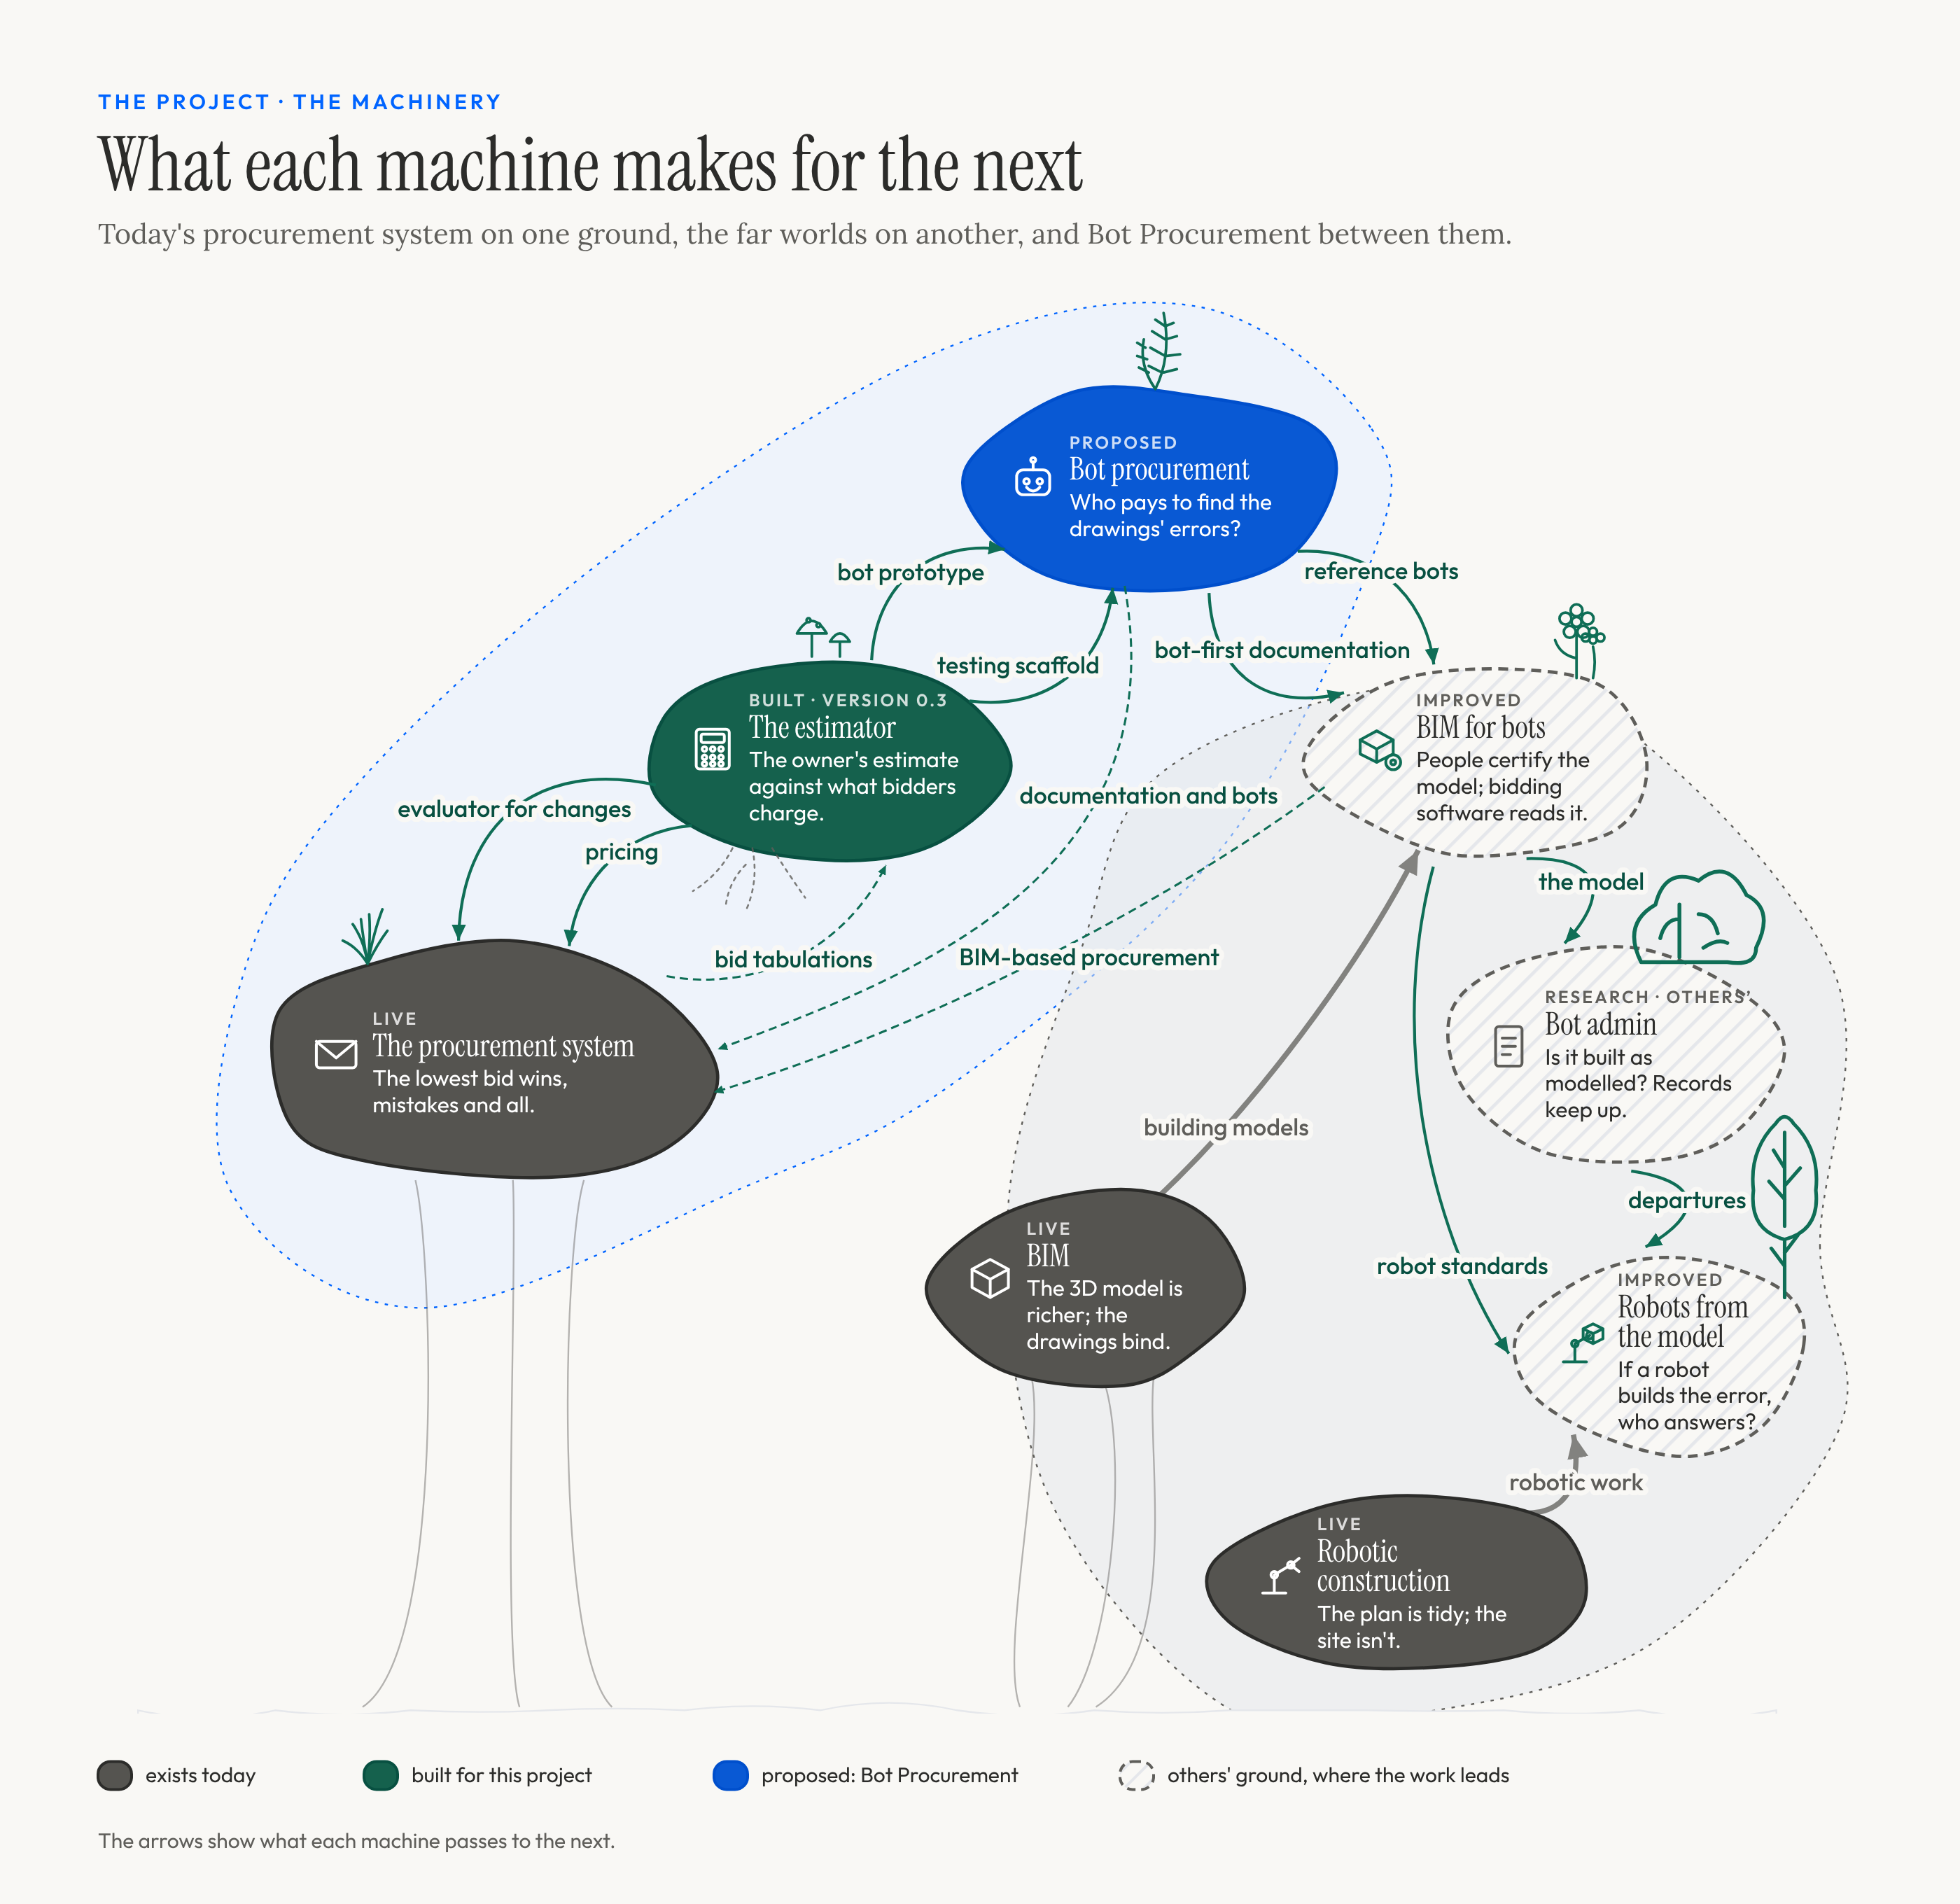 THE PROJECT · THE MACHINERY
What each machine makes for the next
Today's procurement system on one ground, the far worlds on another, and Bot Procurement between them.
PROPOSED
Bot procurement
Who pays to find the
drawings' errors?
bot prototype
reference bots
testing scaffold
bot-first documentation
BUILT · VERSION 0.3
The estimator
The owner's estimate
against what bidders
charge.
IMPROVED
BIM for bots
People certify the
model; bidding
software reads it.
evaluator for changes
documentation and bots
pricing
the model
bid tabulations
BIM-based procurement
LIVE
The procurement system
The lowest bid wins,
mistakes and all.
RESEARCH · OTHERS'
Bot admin
Is it built as
modelled? Records
keep up.
building models
departures
LIVE
BIM
The 3D model is
richer; the
drawings bind.
robot standards
IMPROVED
Robots from
the model
If a robot
builds the error,
who answers?
robotic work
LIVE
Robotic
construction
The plan is tidy; the
site isn't.
exists today
built for this project
proposed: Bot Procurement
others' ground, where the work leads
The arrows show what each machine passes to the next.